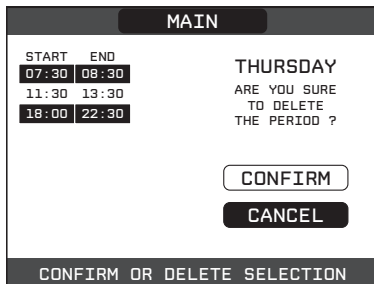 MAIN
START END
07:30 08:30
11:30 13:30
18:00 22:30
THURSDAY
ARE YOU SURE
TO DELETE
THE PERIOD ?
CONFIRM
CANCEL
CONFIRM OR DELETE SELECTION